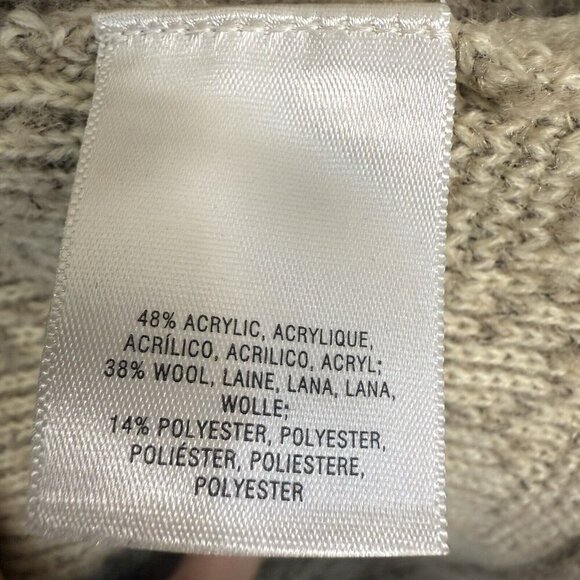 48% ACRYLIC, ACRYLIQUE,
ACRÍLICO, ACRILICO, ACRYL;
38% WOOL, LAINE, LANA, LANA,
WOLLE;
14% POLYESTER, POLYESTER,
POLIÉSTER, POLIESTERE,
POLYESTER